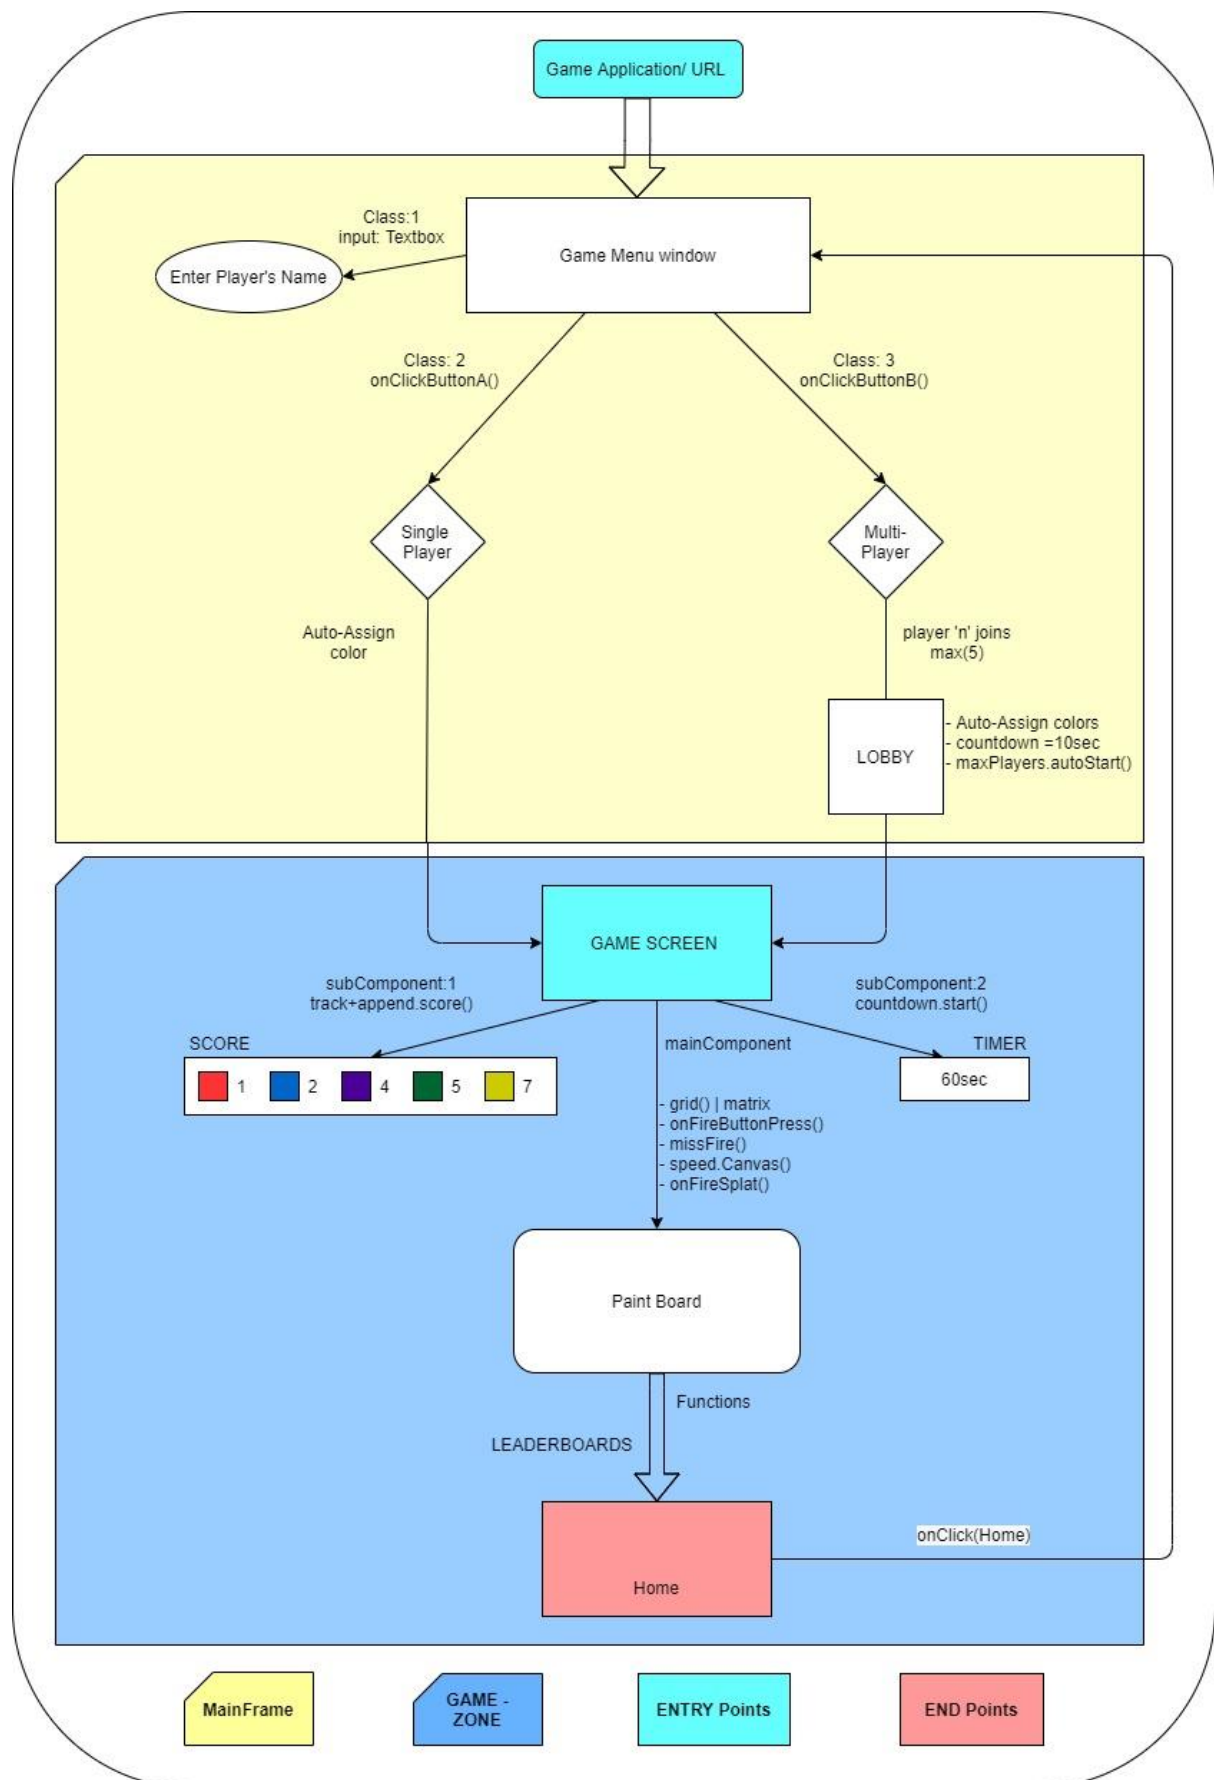 Game Application/ URL
Class:1
input: Textbox
Enter Player's Name
Game Menu window
Class: 2
onClickButtonA()
Class: 3
onClickButtonB()
Single
Player
Multi-
Player
Auto-Assign
color
player 'n' joins
max(5)
LOBBY
- Auto-Assign colors
- countdown =10sec
- maxPlayers.autoStart()
GAME SCREEN
subComponent:1
track+append.score()
subComponent:2
countdown.start()
SCORE
1 2 4 5 7
mainComponent
TIMER
60sec
- grid() | matrix
- onFireButtonPress()
- missFire()
- speed.Canvas()
- onFireSplat()
Paint Board
Functions
LEADERBOARDS
Home
onClick(Home)
MainFrame
GAME -
ZONE
ENTRY Points
END Points